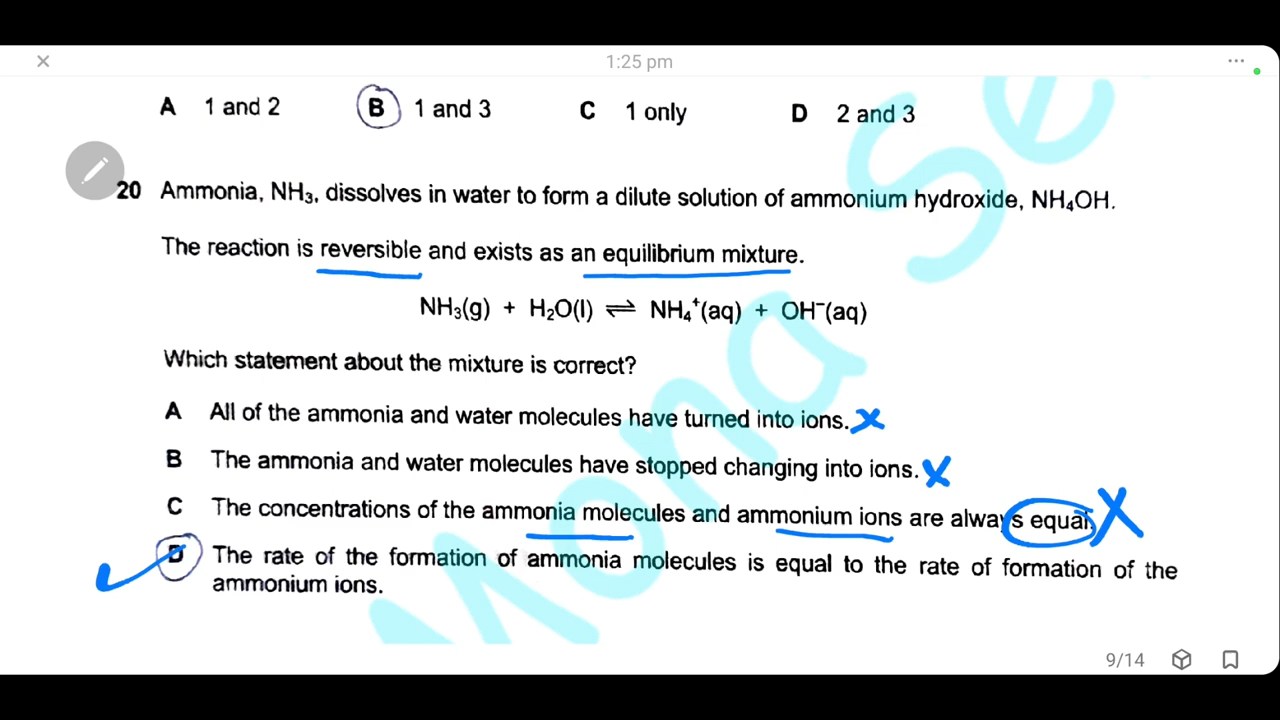 1:25 pm
A 1 and 2 B 1 and 3 C 1 only D 2 and 3
20 Ammonia, NH₃, dissolves in water to form a dilute solution of ammonium hydroxide, NH₄OH.
The reaction is reversible and exists as an equilibrium mixture.
NH₃(g) + H₂O(l) ⇌ NH₄⁺(aq) + OH⁻(aq)
Which statement about the mixture is correct?
A All of the ammonia and water molecules have turned into ions.
B The ammonia and water molecules have stopped changing into ions.
C The concentrations of the ammonia molecules and ammonium ions are always equal.
D The rate of the formation of ammonia molecules is equal to the rate of formation of the
ammonium ions.
Mona Se
9/14